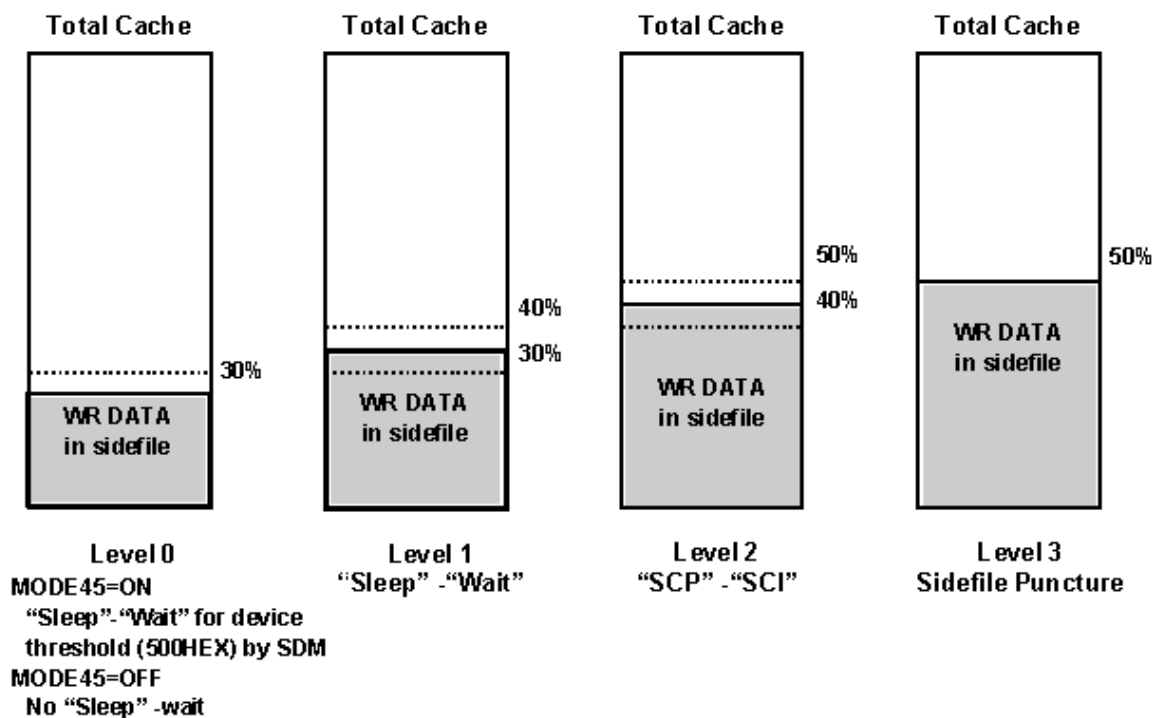 Total Cache
Total Cache
Total Cache
Total Cache
30%
WR DATA
in sidefile
40%
30%
WR DATA
in sidefile
50%
40%
WR DATA
in sidefile
50%
WR DATA
in sidefile
Level 0
MODE45=ON
“Sleep”-“Wait” for device
threshold (500HEX) by SDM
MODE45=OFF
No “Sleep” -wait
Level 1
“Sleep” -“Wait”
Level 2
“SCP” -“SCI”
Level 3
Sidefile Puncture